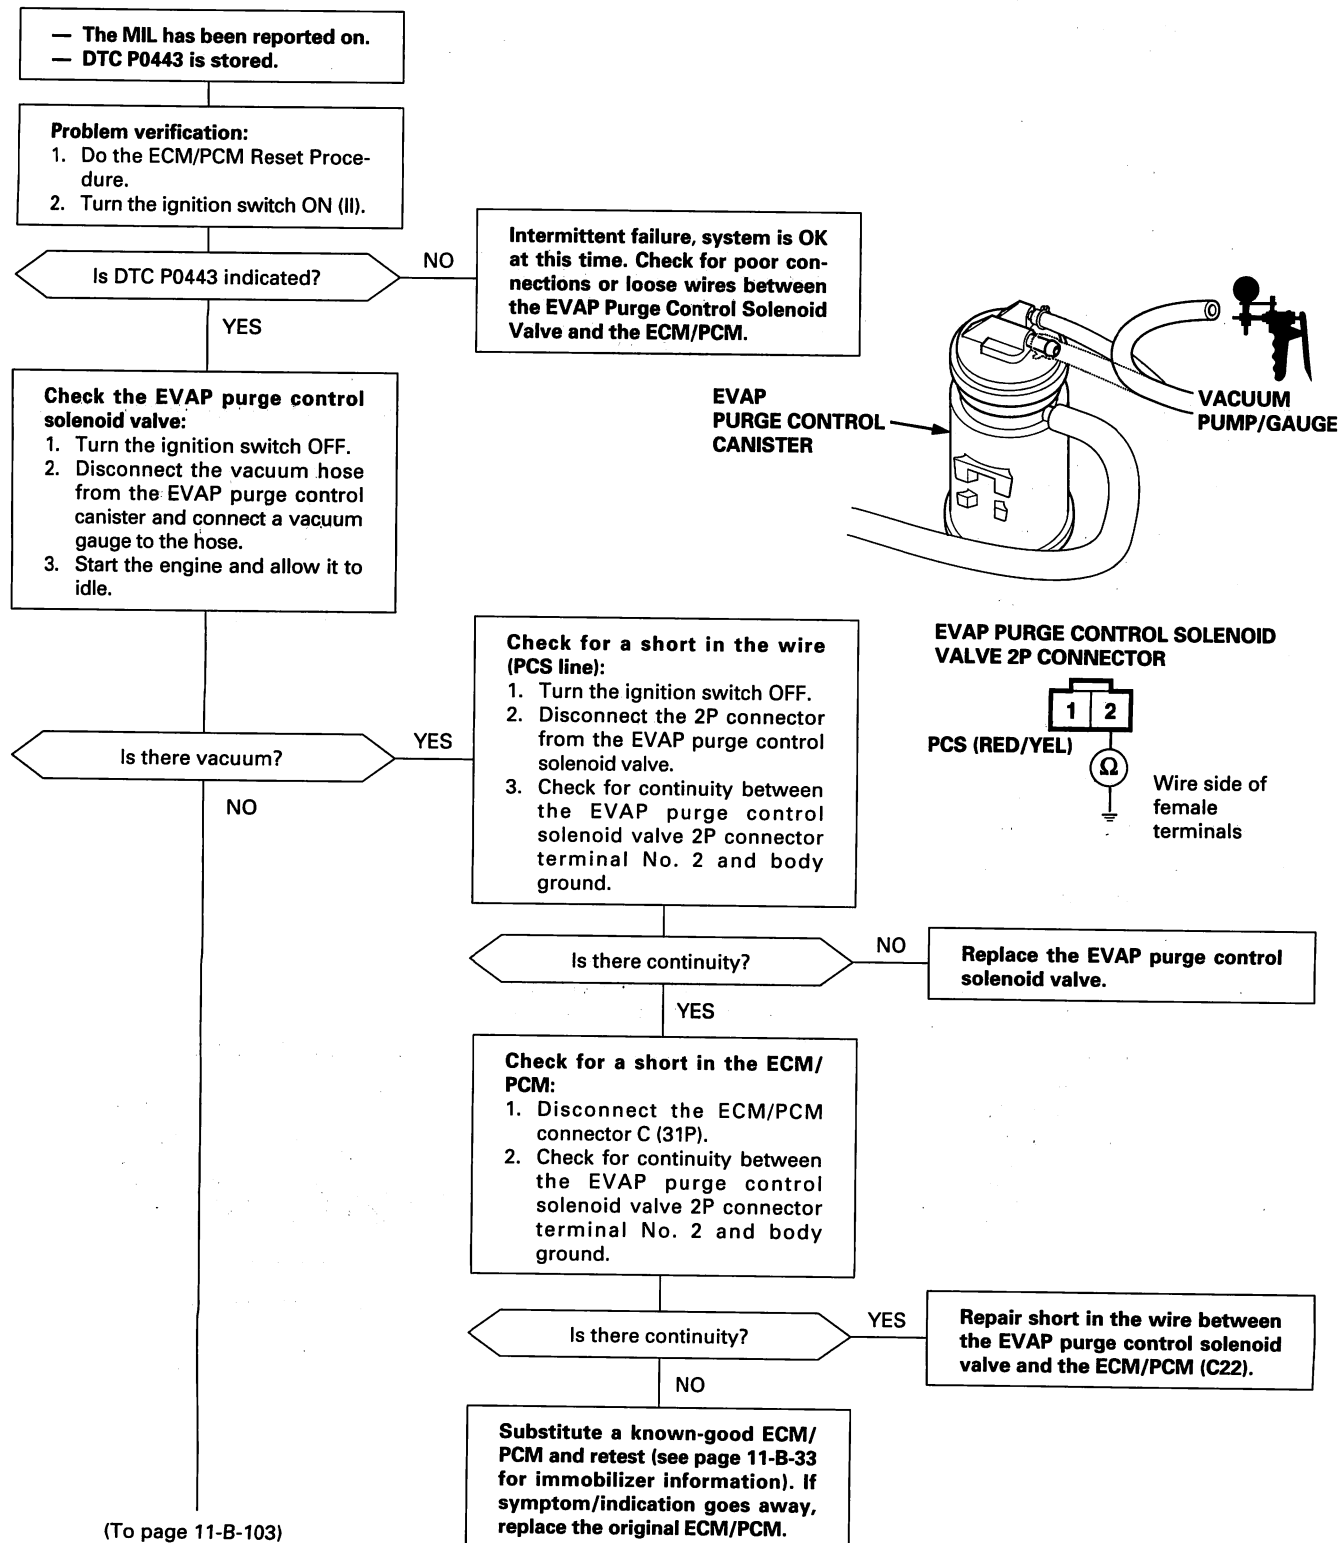 — The MIL has been reported on.
— DTC P0443 is stored.
Problem verification:
1. Do the ECM/PCM Reset Proce-
dure.
2. Turn the ignition switch ON (II).
Is DTC P0443 indicated?
NO
Intermittent failure, system is OK
at this time. Check for poor con-
nections or loose wires between
the EVAP Purge Control Solenoid
Valve and the ECM/PCM.
YES
Check the EVAP purge control
solenoid valve:
1. Turn the ignition switch OFF.
2. Disconnect the vacuum hose
from the EVAP purge control
canister and connect a vacuum
gauge to the hose.
3. Start the engine and allow it to
idle.
EVAP
PURGE CONTROL
CANISTER
VACUUM
PUMP/GAUGE
Is there vacuum?
YES
NO
Check for a short in the wire
(PCS line):
1. Turn the ignition switch OFF.
2. Disconnect the 2P connector
from the EVAP purge control
solenoid valve.
3. Check for continuity between
the EVAP purge control
solenoid valve 2P connector
terminal No. 2 and body
ground.
EVAP PURGE CONTROL SOLENOID
VALVE 2P CONNECTOR
1 2
PCS (RED/YEL)
Ω
Wire side of
female
terminals
Is there continuity?
NO
Replace the EVAP purge control
solenoid valve.
YES
Check for a short in the ECM/
PCM:
1. Disconnect the ECM/PCM
connector C (31P).
2. Check for continuity between
the EVAP purge control
solenoid valve 2P connector
terminal No. 2 and body
ground.
Is there continuity?
YES
Repair short in the wire between
the EVAP purge control solenoid
valve and the ECM/PCM (C22).
NO
Substitute a known-good ECM/
PCM and retest (see page 11-B-33
for immobilizer information). If
symptom/indication goes away,
replace the original ECM/PCM.
(To page 11-B-103)